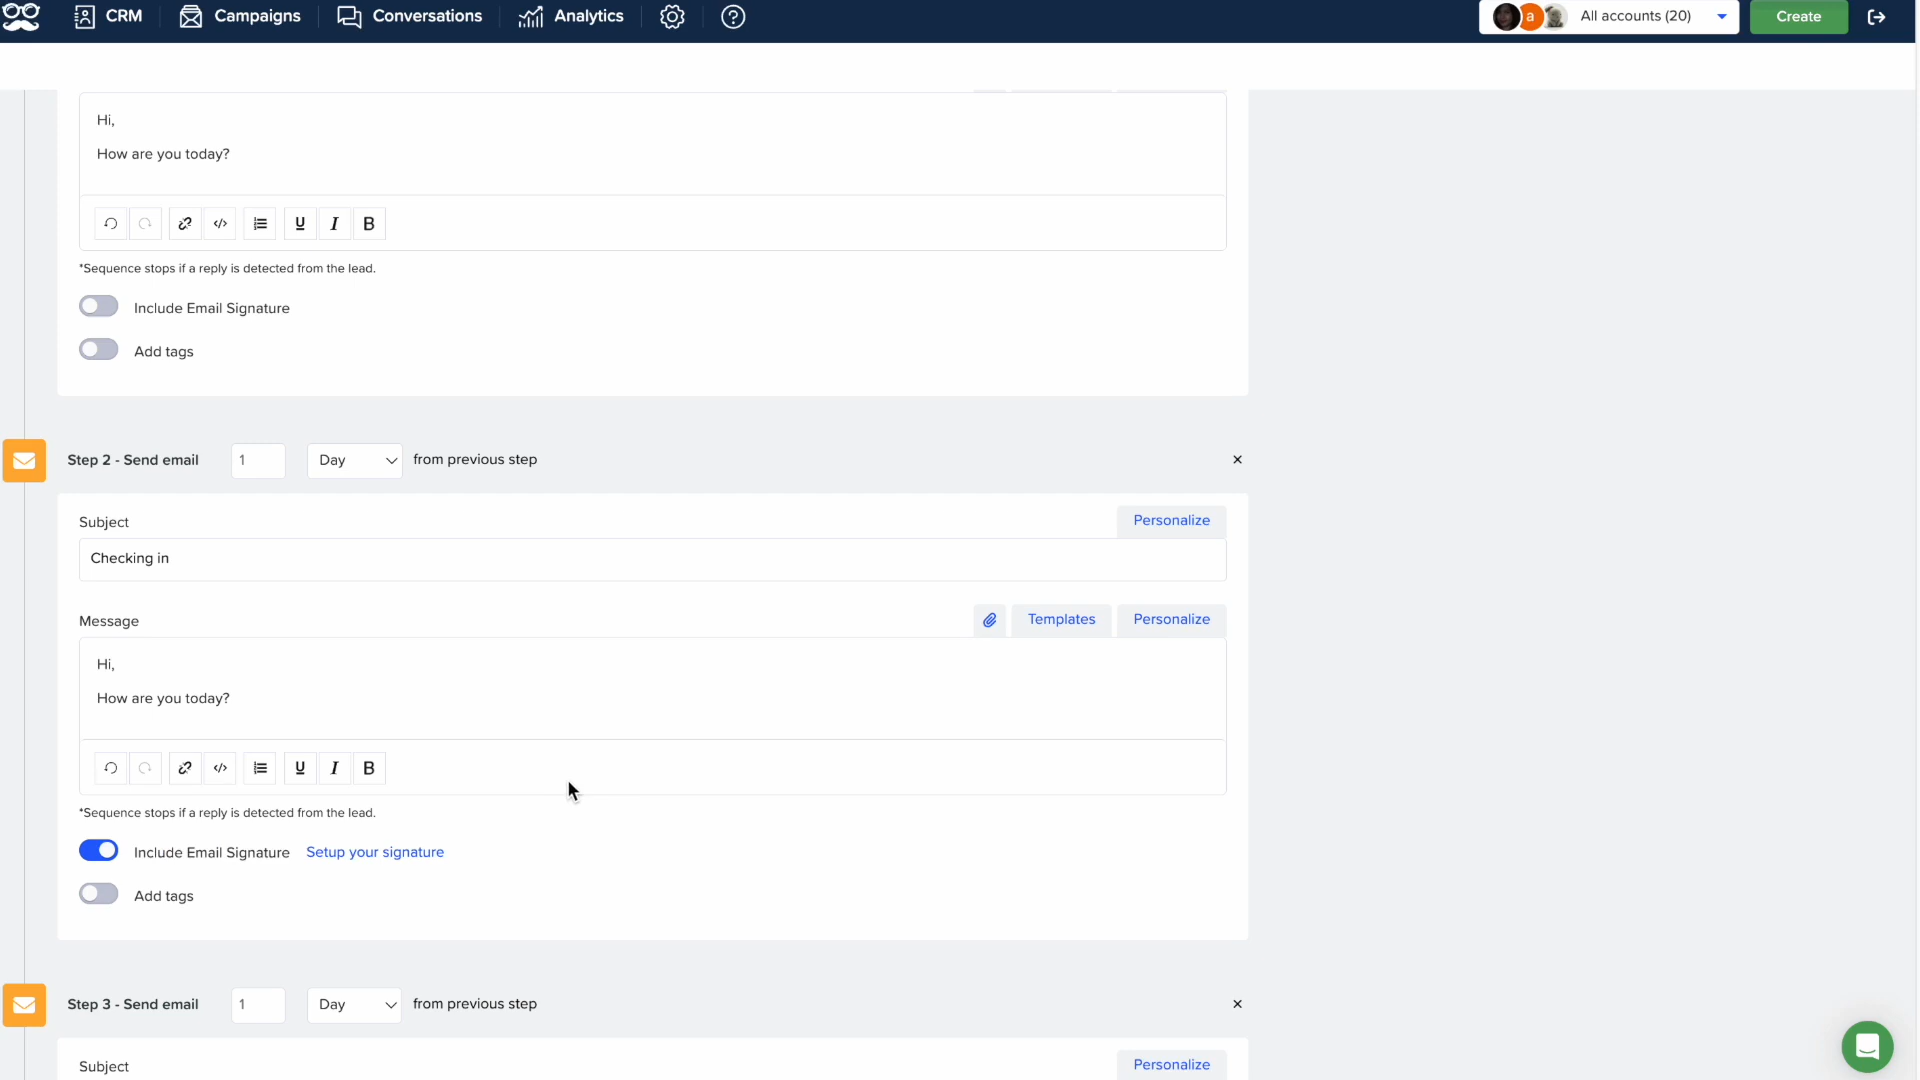 CRM Campaigns Conversations Analytics a All accounts (20) Create
Hi,
How are you today?
U I B
*Sequence stops if a reply is detected from the lead.
Include Email Signature
Add tags
Step 2 - Send email 1 Day from previous step
Subject Personalize
Checking in
Message Templates Personalize
Hi,
How are you today?
U I B
*Sequence stops if a reply is detected from the lead.
Include Email Signature Setup your signature
Add tags
Step 3 - Send email 1 Day from previous step
Subject Personalize